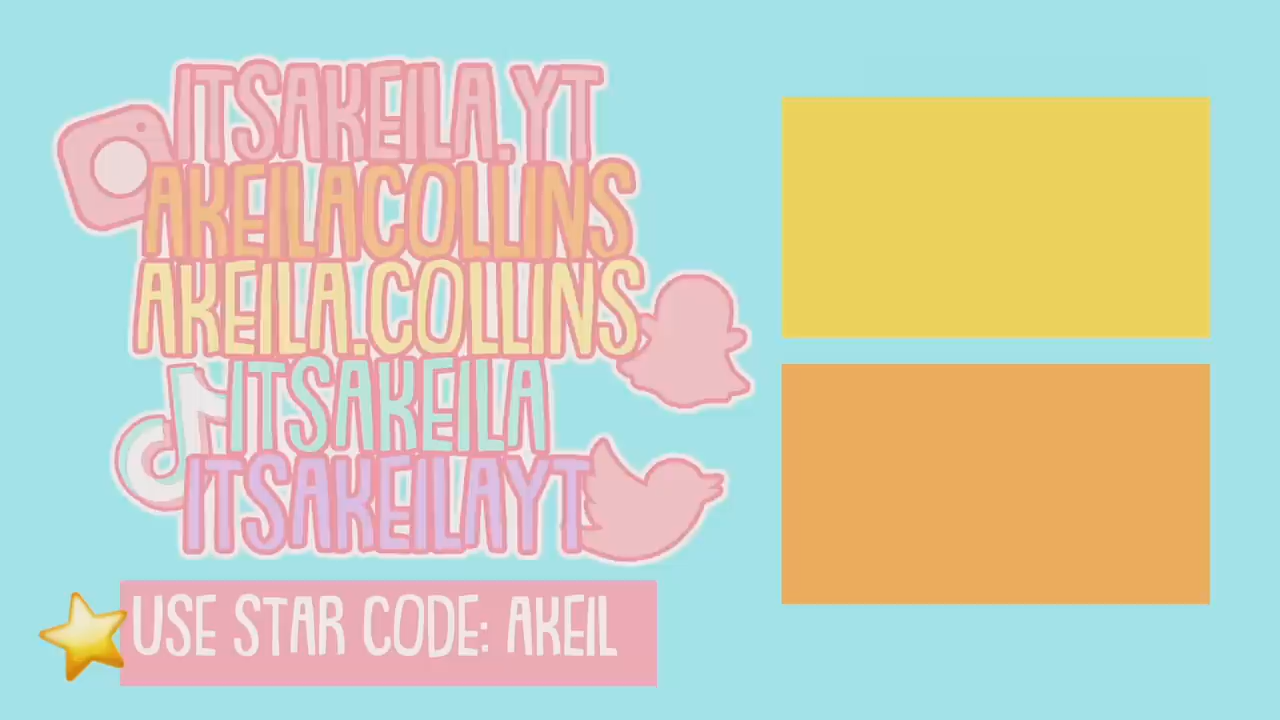 ITSAKEILA.YT
AKEILACOLLINS
AKEILA.COLLINS
ITSAKEILA
ITSAKEILAYT
USE STAR CODE: AKEIL